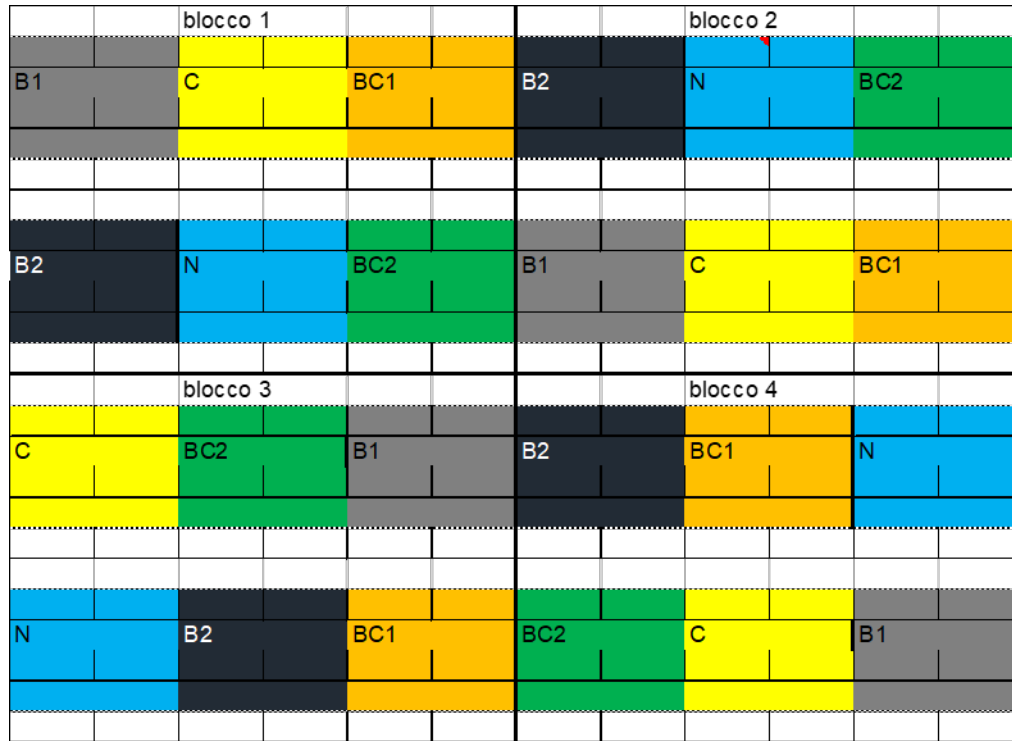 blocco 1 blocco 2
B1 C BC1 B2 N BC2
B2 N BC2 B1 C BC1
blocco 3 blocco 4
C BC2 B1 B2 BC1 N
N B2 BC1 BC2 C B1